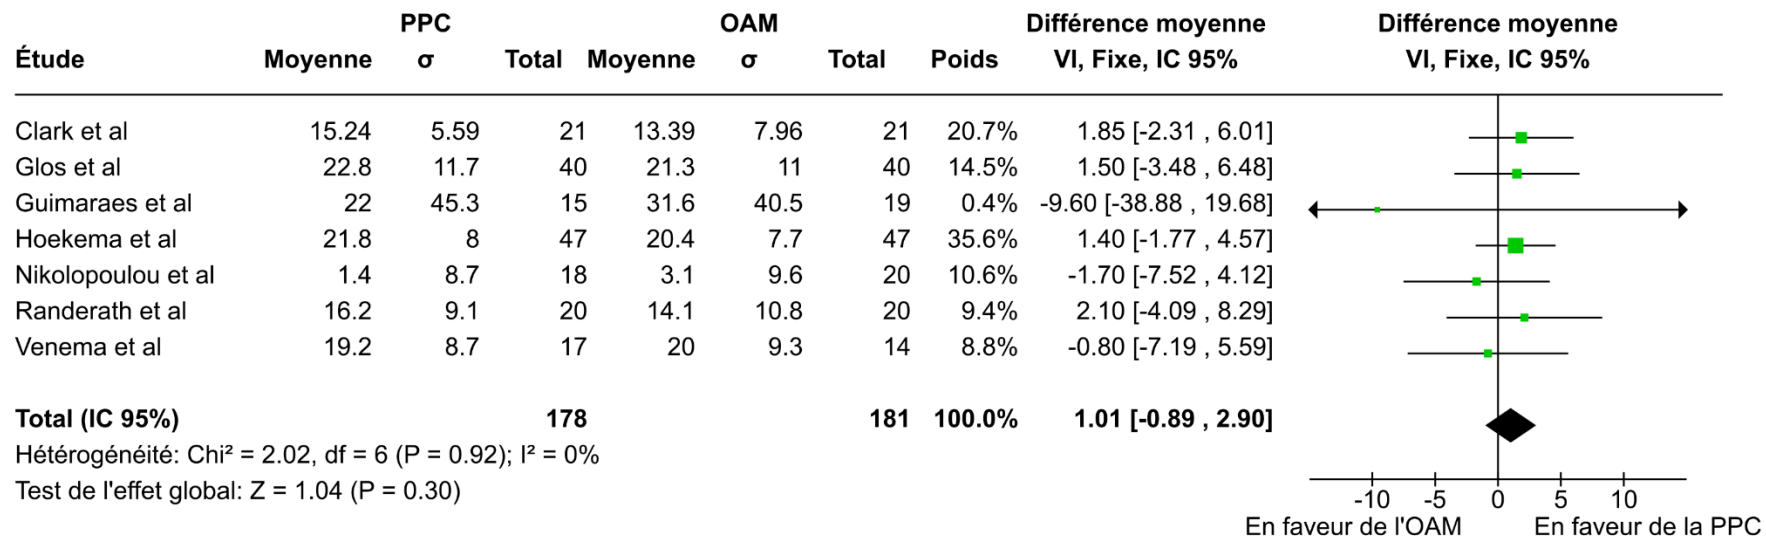 PPC OAM Différence moyenne Différence moyenne
Étude Moyenne σ Total Moyenne σ Total Poids VI, Fixe, IC 95% VI, Fixe, IC 95%
Clark et al 15.24 5.59 21 13.39 7.96 21 20.7% 1.85 [-2.31 , 6.01]
Glos et al 22.8 11.7 40 21.3 11 40 14.5% 1.50 [-3.48 , 6.48]
Guimaraes et al 22 45.3 15 31.6 40.5 19 0.4% -9.60 [-38.88 , 19.68]
Hoekema et al 21.8 8 47 20.4 7.7 47 35.6% 1.40 [-1.77 , 4.57]
Nikolopoulou et al 1.4 8.7 18 3.1 9.6 20 10.6% -1.70 [-7.52 , 4.12]
Randerath et al 16.2 9.1 20 14.1 10.8 20 9.4% 2.10 [-4.09 , 8.29]
Venema et al 19.2 8.7 17 20 9.3 14 8.8% -0.80 [-7.19 , 5.59]
Total (IC 95%) 178 181 100.0% 1.01 [-0.89 , 2.90]
Hétérogénéité: Chi² = 2.02, df = 6 (P = 0.92); I² = 0%
Test de l'effet global: Z = 1.04 (P = 0.30)
-10 -5 0 5 10
En faveur de l'OAM En faveur de la PPC